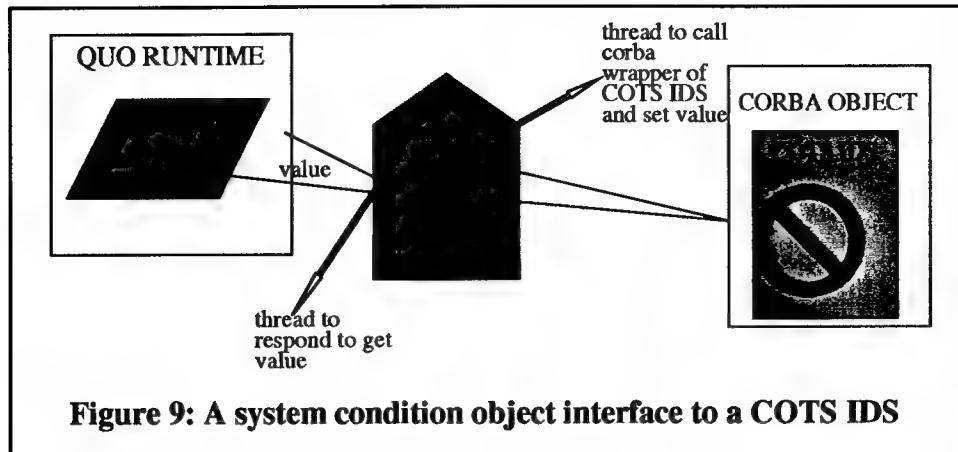 QUO RUNTIME
value
thread to
respond to get
value
thread to call
corba
wrapper of
COTS IDS
and set value
CORBA OBJECT
Figure 9: A system condition object interface to a COTS IDS